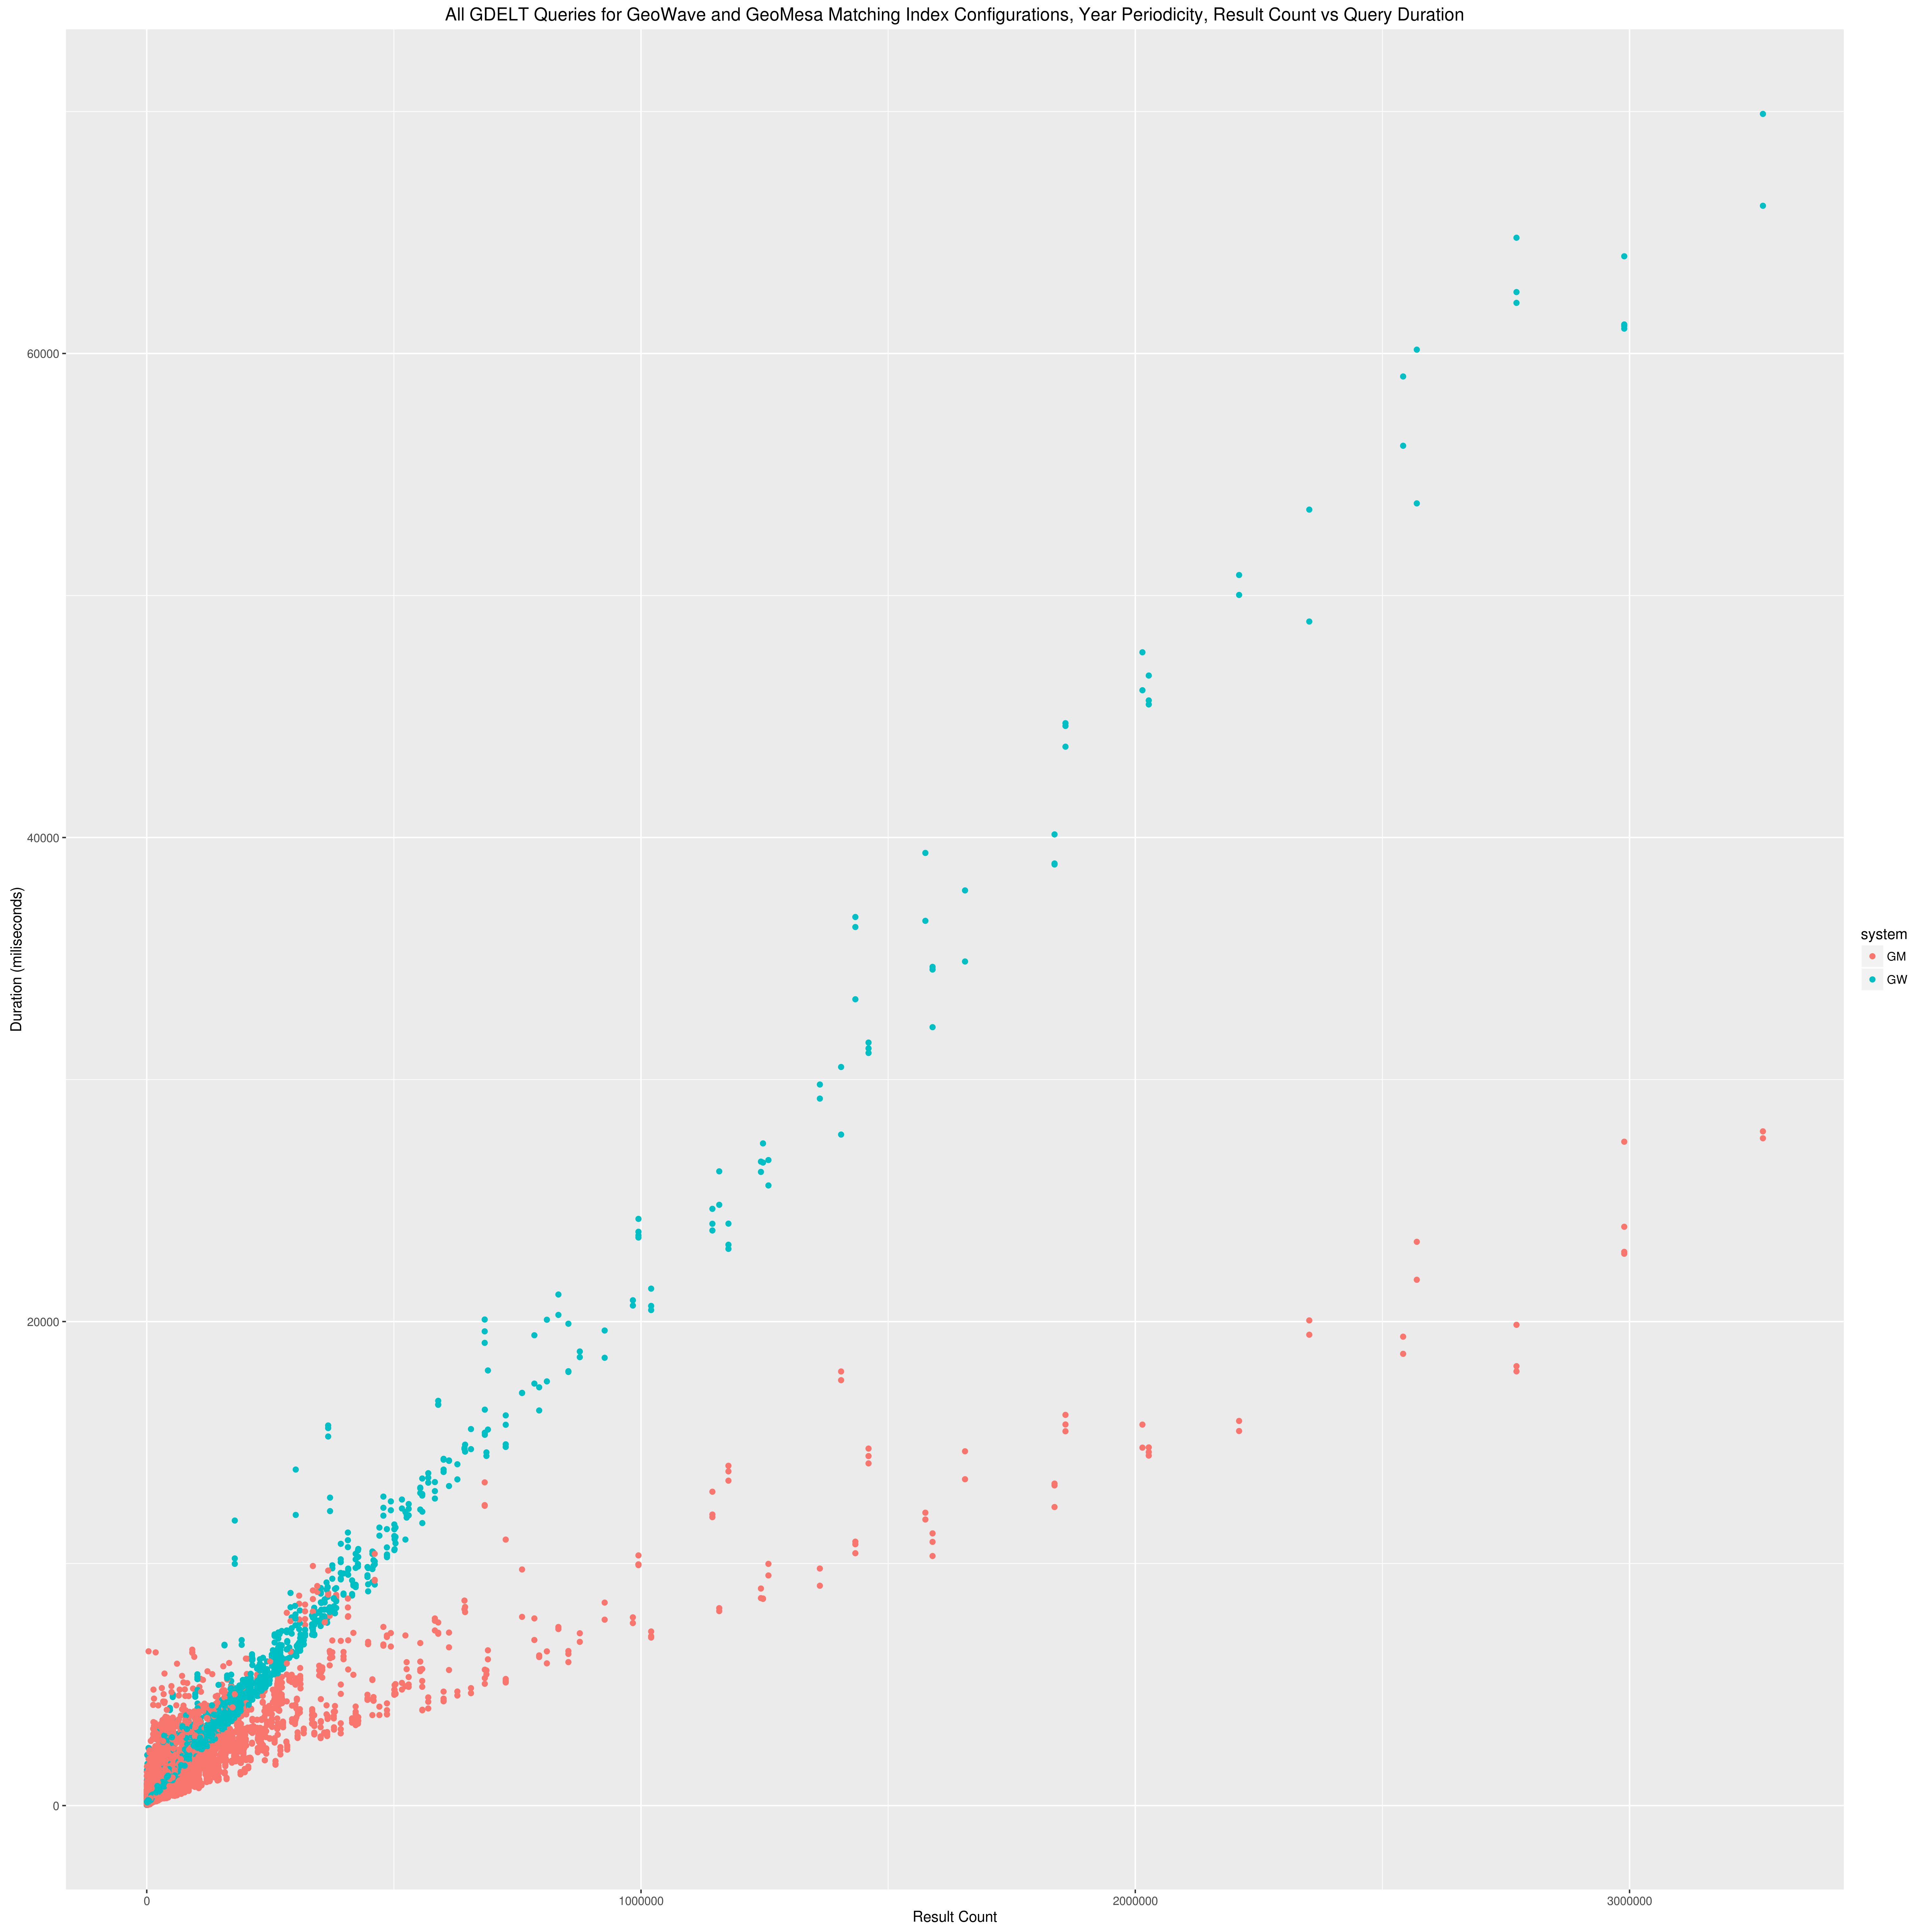 All GDELT Queries for GeoWave and GeoMesa Matching Index Configurations, Year Periodicity, Result Count vs Query Duration
60000
40000
20000
0
Duration (miliseconds)
0
1000000
2000000
3000000
Result Count
system
GM
GW